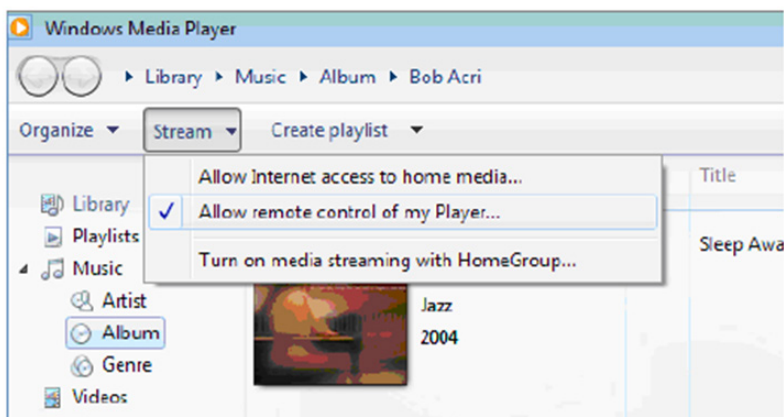 Windows Media Player
Library Music Album Bob Acri
Organize Stream Create playlist
Allow Internet access to home media...
Allow remote control of my Player...
Turn on media streaming with HomeGroup...
Title
Library
Playlists
Sleep Awa
Music
Artist
Jazz
Album
2004
Genre
Videos